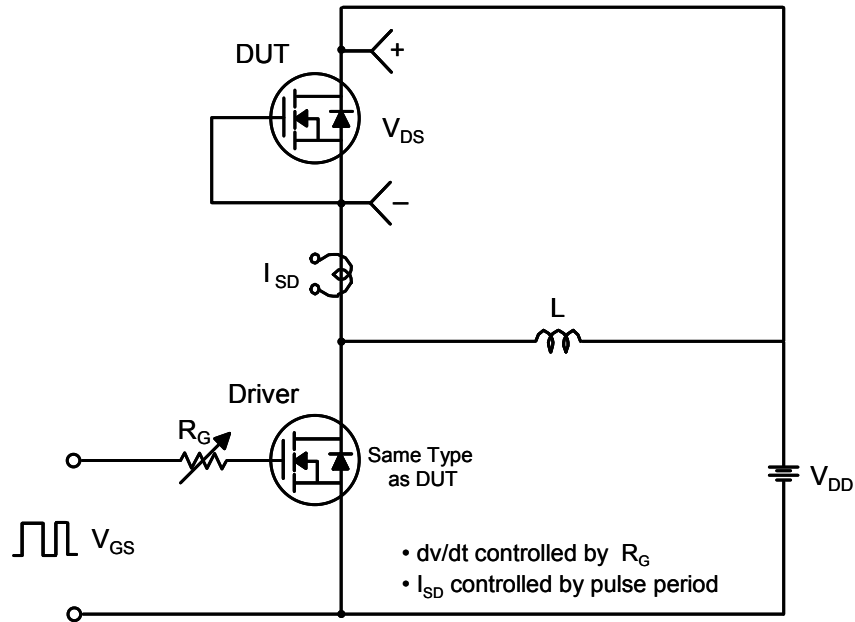 DUT
+
V_DS
−
I_SD
L
Driver
R_G
Same Type
as DUT
V_DD
V_GS
• dv/dt controlled by R_G
• I_SD controlled by pulse period